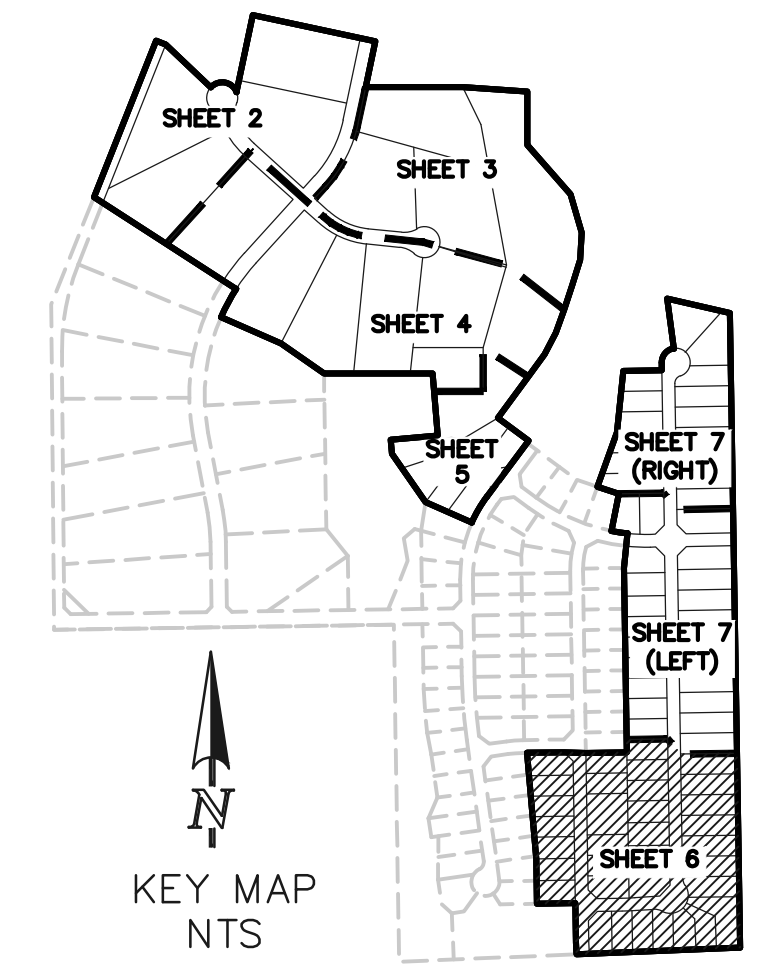 SHEET 2
SHEET 3
SHEET 4
SHEET
5
SHEET 7
(RIGHT)
SHEET 7
(LEFT)
SHEET 6
N
KEY MAP
NTS